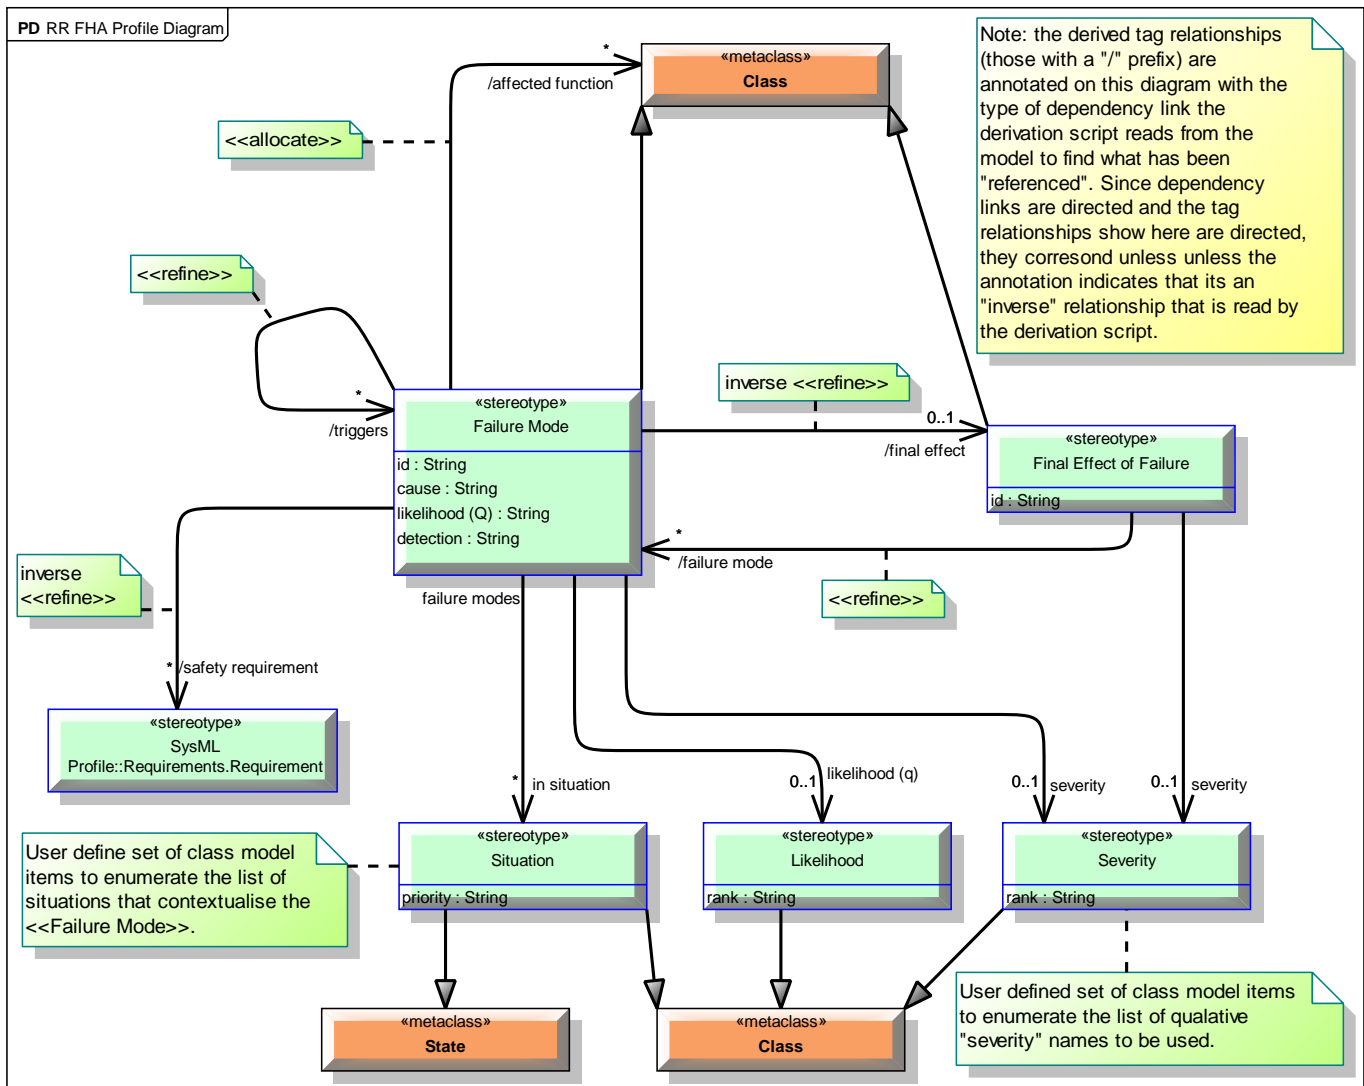 PD RR FHA Profile Diagram
Note: the derived tag relationships
(those with a "/" prefix) are
annotated on this diagram with the
type of dependency link the
derivation script reads from the
model to find what has been
"referenced". Since dependency
links are directed and the tag
relationships show here are directed,
they corresond unless unless the
annotation indicates that its an
"inverse" relationship that is read by
the derivation script.
«metaclass»
Class
*
/affected function
<<allocate>>
<<refine>>
*
/triggers
«stereotype»
Failure Mode
id : String
cause : String
likelihood (Q) : String
detection : String
inverse <<refine>>
0..1
/final effect
«stereotype»
Final Effect of Failure
id : String
*
/failure mode
<<refine>>
inverse
<<refine>>
* /safety requirement
«stereotype»
SysML
Profile::Requirements.Requirement
failure modes
* in situation
0..1 likelihood (q)
0..1 severity
0..1 severity
User define set of class model
items to enumerate the list of
situations that contextualise the
<<Failure Mode>>.
«stereotype»
Situation
priority : String
«stereotype»
Likelihood
rank : String
«stereotype»
Severity
rank : String
«metaclass»
State
«metaclass»
Class
User defined set of class model items
to enumerate the list of qualative
"severity" names to be used.